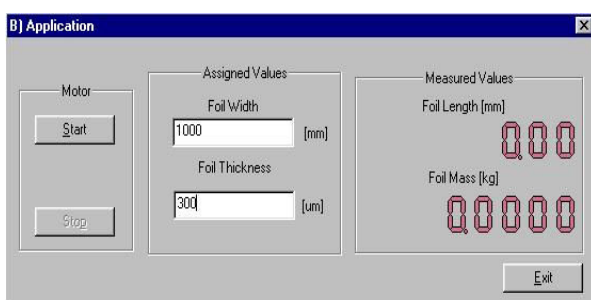 B) Application
Motor
Start
Stop
Assigned Values
Foil Width
1000 [mm]
Foil Thickness
300 [um]
Measured Values
Foil Length [mm]
0.00
Foil Mass [kg]
0.0000
Exit